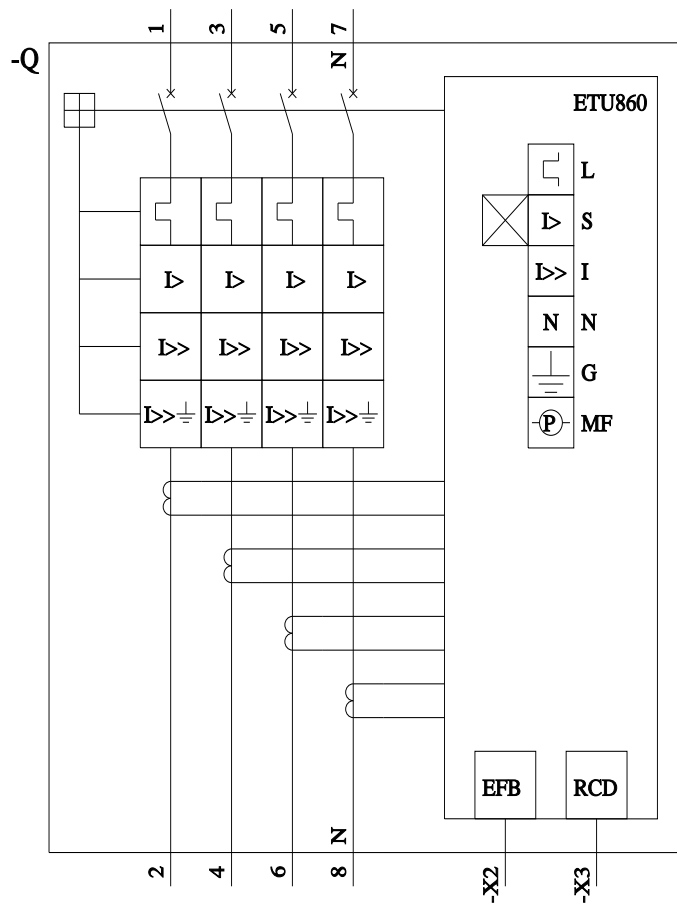 1 3 5 7
N
-Q
ETU860
L
I> I> I> I> I> S
I>> I>> I>> I>> I>> I
N N
G
I>> I>> I>> I>> P MF
EFB RCD
N
2 4 6 8 -X2 -X3